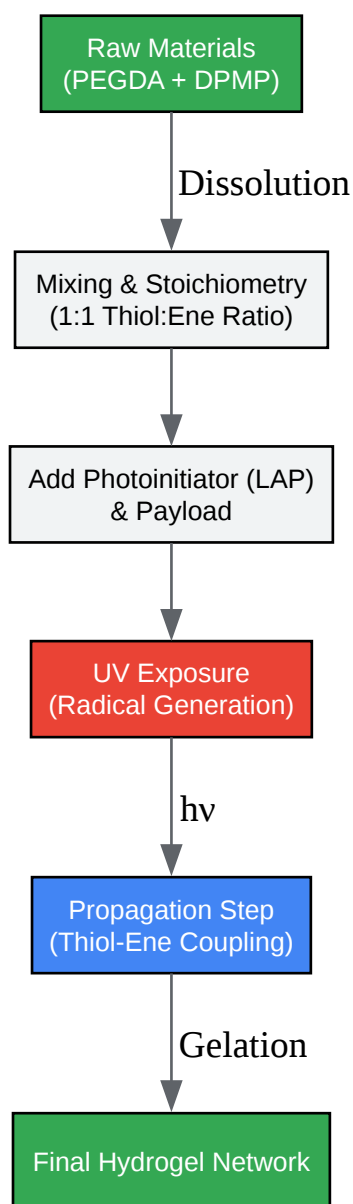 Raw Materials
(PEGDA + DPMP)
Dissolution
Mixing & Stoichiometry
(1:1 Thiol:Ene Ratio)
Add Photoinitiator (LAP)
& Payload
UV Exposure
(Radical Generation)
hν
Propagation Step
(Thiol-Ene Coupling)
Gelation
Final Hydrogel Network